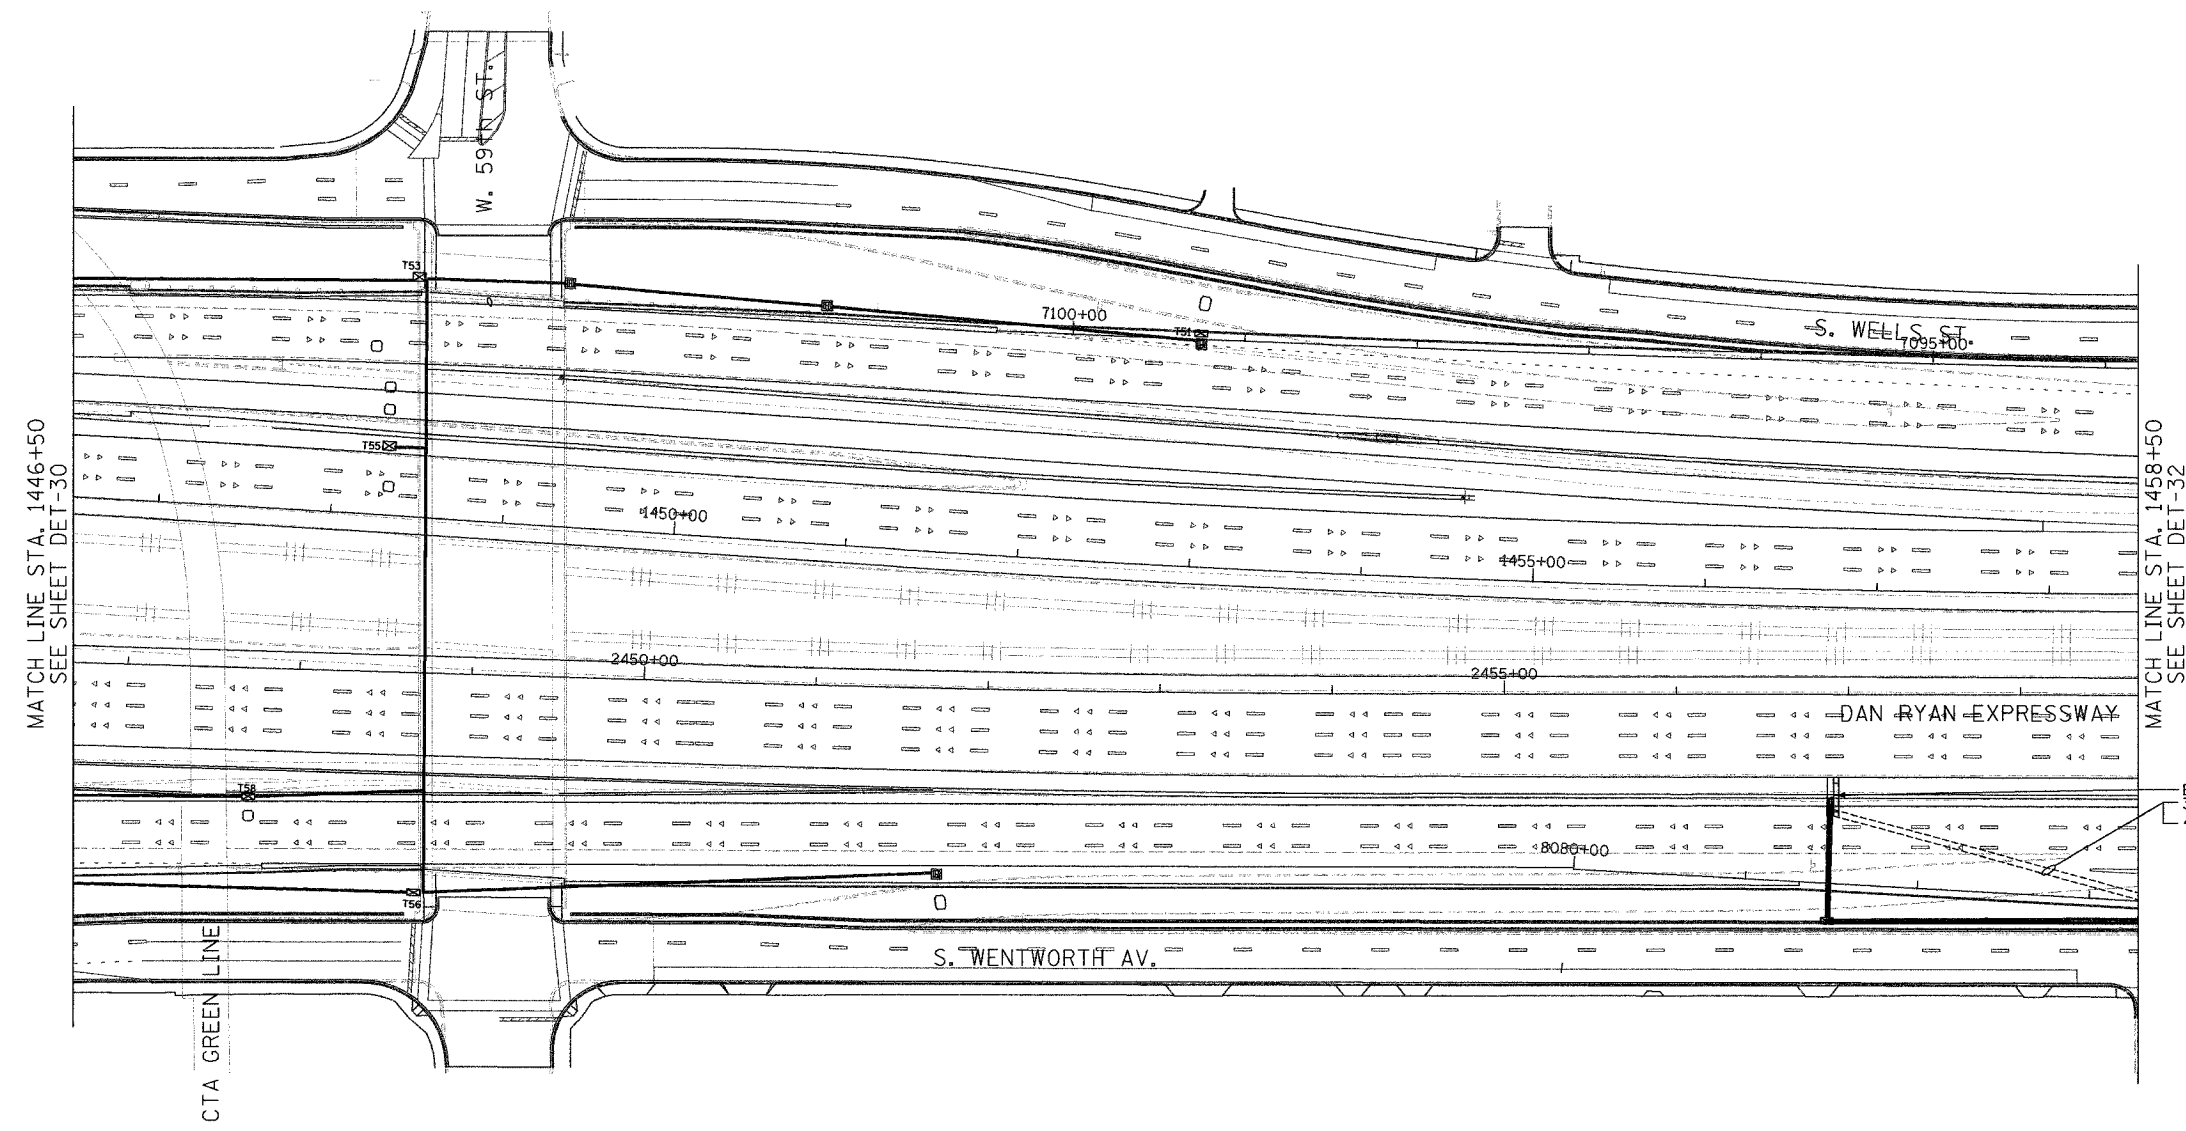 W. 59TH ST.
T53
7100+00
T51
S. WELLS ST.
7095+00
MATCH LINE STA. 1446+50
SEE SHEET DET-30
T55
1450+00
1455+00
MATCH LINE STA. 1458+50
SEE SHEET DET-32
2450+00
2455+00
DAN RYAN EXPRESSWAY
T58
8080+00
T56
S. WENTWORTH AV.
CTA GREEN LINE